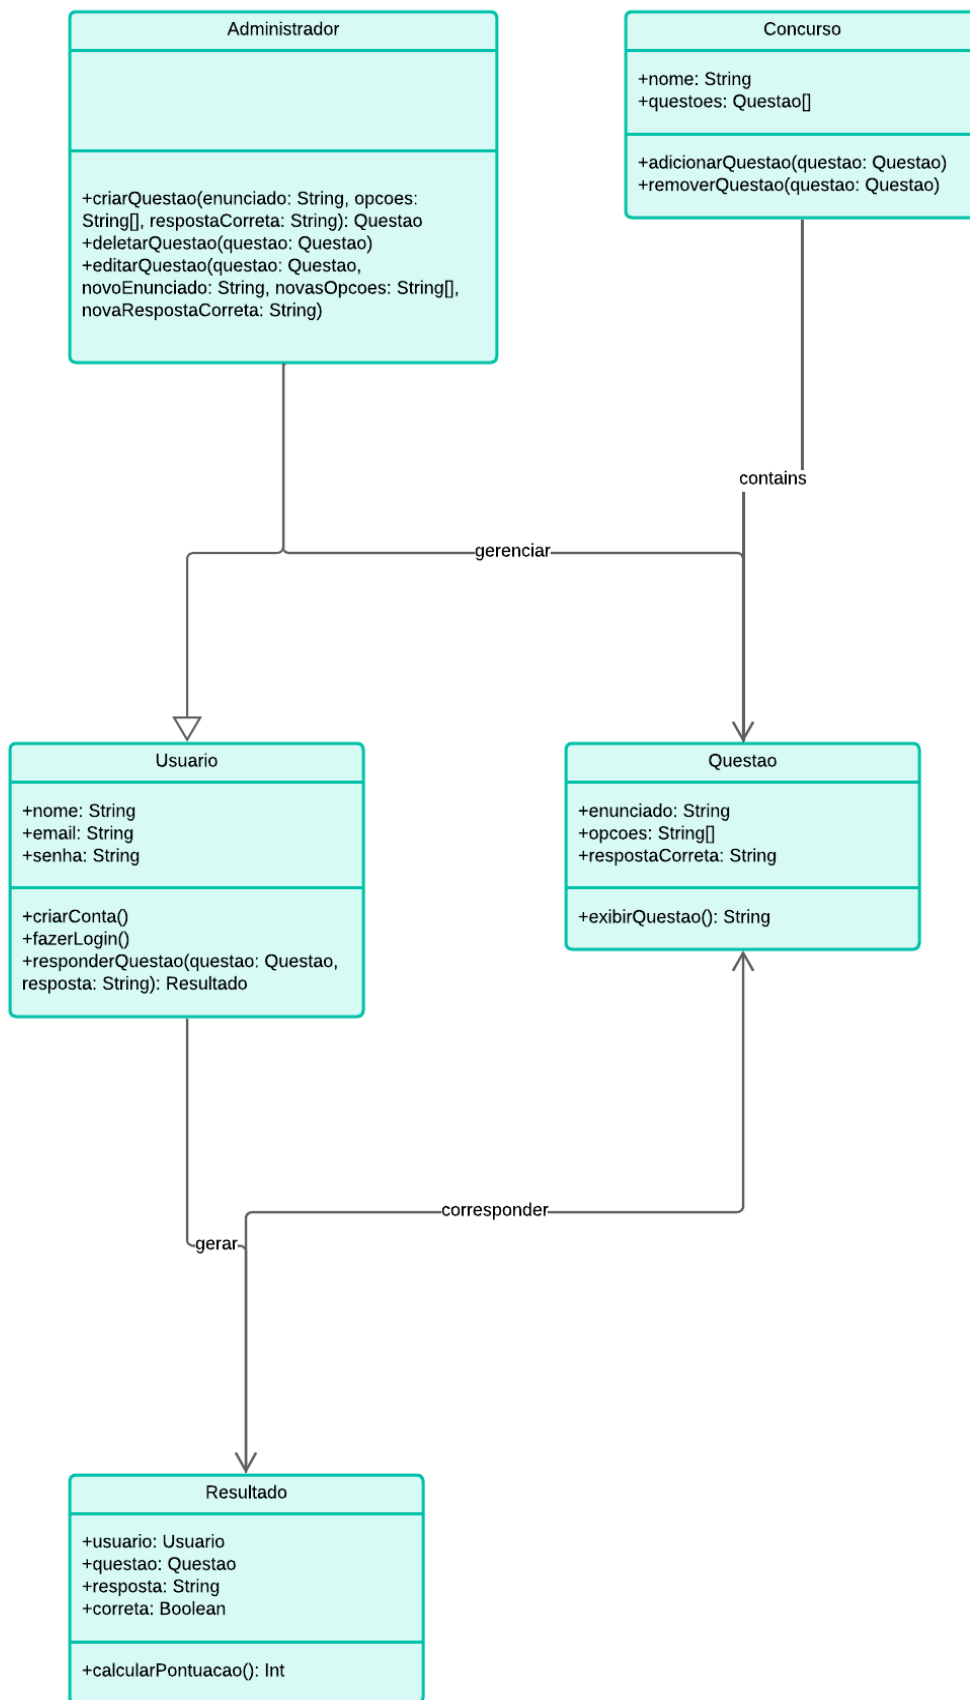 Administrador
+criarQuestao(enunciado: String, opcoes:
String[], respostaCorreta: String): Questao
+deletarQuestao(questao: Questao)
+editarQuestao(questao: Questao,
novoEnunciado: String, novasOpcoes: String[],
novaRespostaCorreta: String)
Concurso
+nome: String
+questoes: Questao[]
+adicionarQuestao(questao: Questao)
+removerQuestao(questao: Questao)
contains
gerenciar
Usuario
+nome: String
+email: String
+senha: String
+criarConta()
+fazerLogin()
+responderQuestao(questao: Questao,
resposta: String): Resultado
Questao
+enunciado: String
+opcoes: String[]
+respostaCorreta: String
+exibirQuestao(): String
corresponder
gerar
Resultado
+usuario: Usuario
+questao: Questao
+resposta: String
+correta: Boolean
+calcularPontuacao(): Int